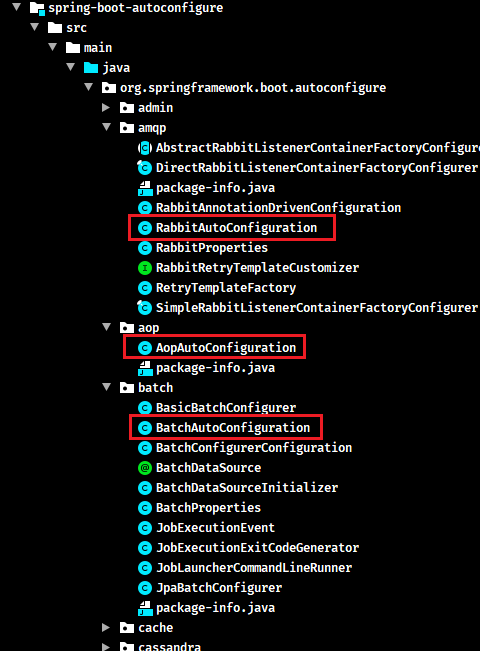 spring-boot-autoconfigure
src
main
java
org.springframework.boot.autoconfigure
admin
amqp
AbstractRabbitListenerContainerFactoryConfigure
DirectRabbitListenerContainerFactoryConfigurer
package-info.java
RabbitAnnotationDrivenConfiguration
RabbitAutoConfiguration
RabbitProperties
RabbitRetryTemplateCustomizer
RetryTemplateFactory
SimpleRabbitListenerContainerFactoryConfigurer
aop
AopAutoConfiguration
package-info.java
batch
BasicBatchConfigurer
BatchAutoConfiguration
BatchConfigurerConfiguration
BatchDataSource
BatchDataSourceInitializer
BatchProperties
JobExecutionEvent
JobExecutionExitCodeGenerator
JobLauncherCommandLineRunner
JpaBatchConfigurer
package-info.java
cache
cassandra